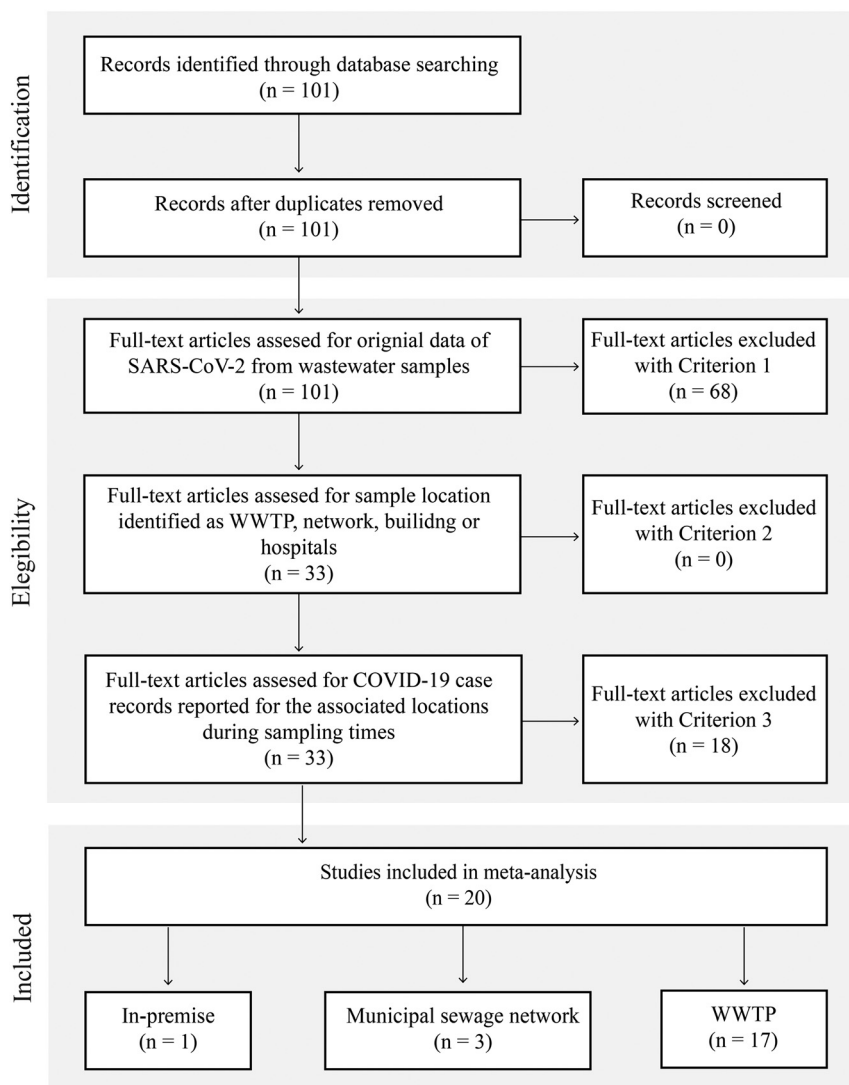 Identification
Records identified through database searching
(n = 101)
Records after duplicates removed
(n = 101)
Records screened
(n = 0)
Elegibility
Full-text articles assesed for orignial data of
SARS-CoV-2 from wastewater samples
(n = 101)
Full-text articles excluded
with Criterion 1
(n = 68)
Full-text articles assesed for sample location
identified as WWTP, network, builidng or
hospitals
(n = 33)
Full-text articles excluded
with Criterion 2
(n = 0)
Full-text articles assesed for COVID-19 case
records reported for the associated locations
during sampling times
(n = 33)
Full-text articles excluded
with Criterion 3
(n = 18)
Included
Studies included in meta-analysis
(n = 20)
In-premise
(n = 1)
Municipal sewage network
(n = 3)
WWTP
(n = 17)